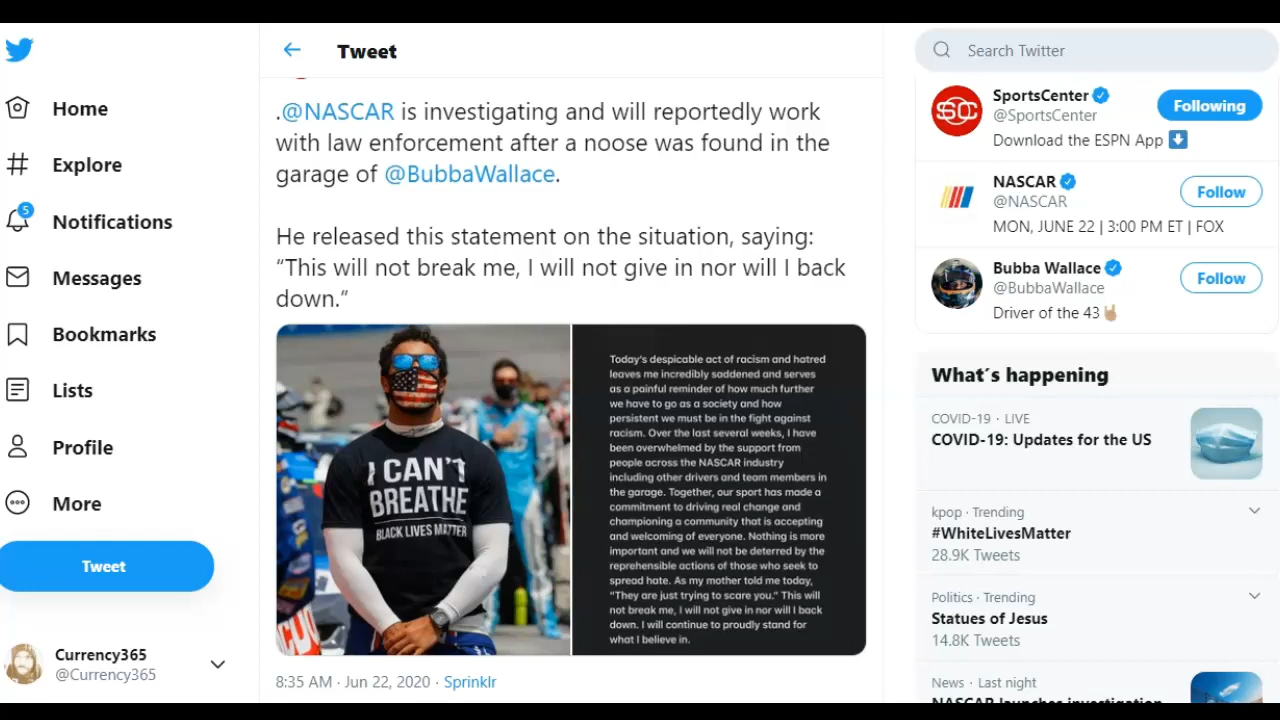 Home
Explore
5
Notifications
Messages
Bookmarks
Lists
Profile
More
Tweet
Currency365
@Currency365
Tweet
.@NASCAR is investigating and will reportedly work
with law enforcement after a noose was found in the
garage of @BubbaWallace.
He released this statement on the situation, saying:
“This will not break me, I will not give in nor will I back
down.”
I CAN'T
BREATHE
BLACK LIVES MATTER
Today's despicable act of racism and hatred
leaves me incredibly saddened and serves
as a painful reminder of how much further
we have to go as a society and how
persistent we must be in the fight against
racism. Over the last several weeks, I have
been overwhelmed by the support from
people across the NASCAR industry
including other drivers and team members in
the garage. Together, our sport has made a
commitment to driving real change and
championing a community that is accepting
and welcoming of everyone. Nothing is more
important and we will not be deterred by the
reprehensible actions of those who seek to
spread hate. As my mother told me today,
"They are just trying to scare you." This will
not break me, I will not give in nor will I back
down. I will continue to proudly stand for
what I believe in.
8:35 AM · Jun 22, 2020 · Sprinklr
Search Twitter
SC
SportsCenter
@SportsCenter
Following
Download the ESPN App
NASCAR
@NASCAR
Follow
MON, JUNE 22 | 3:00 PM ET | FOX
Bubba Wallace
@BubbaWallace
Follow
Driver of the 43
What's happening
COVID-19 · LIVE
COVID-19: Updates for the US
kpop · Trending
#WhiteLivesMatter
28.9K Tweets
Politics · Trending
Statues of Jesus
14.8K Tweets
News · Last night
NASCAR launches investigation